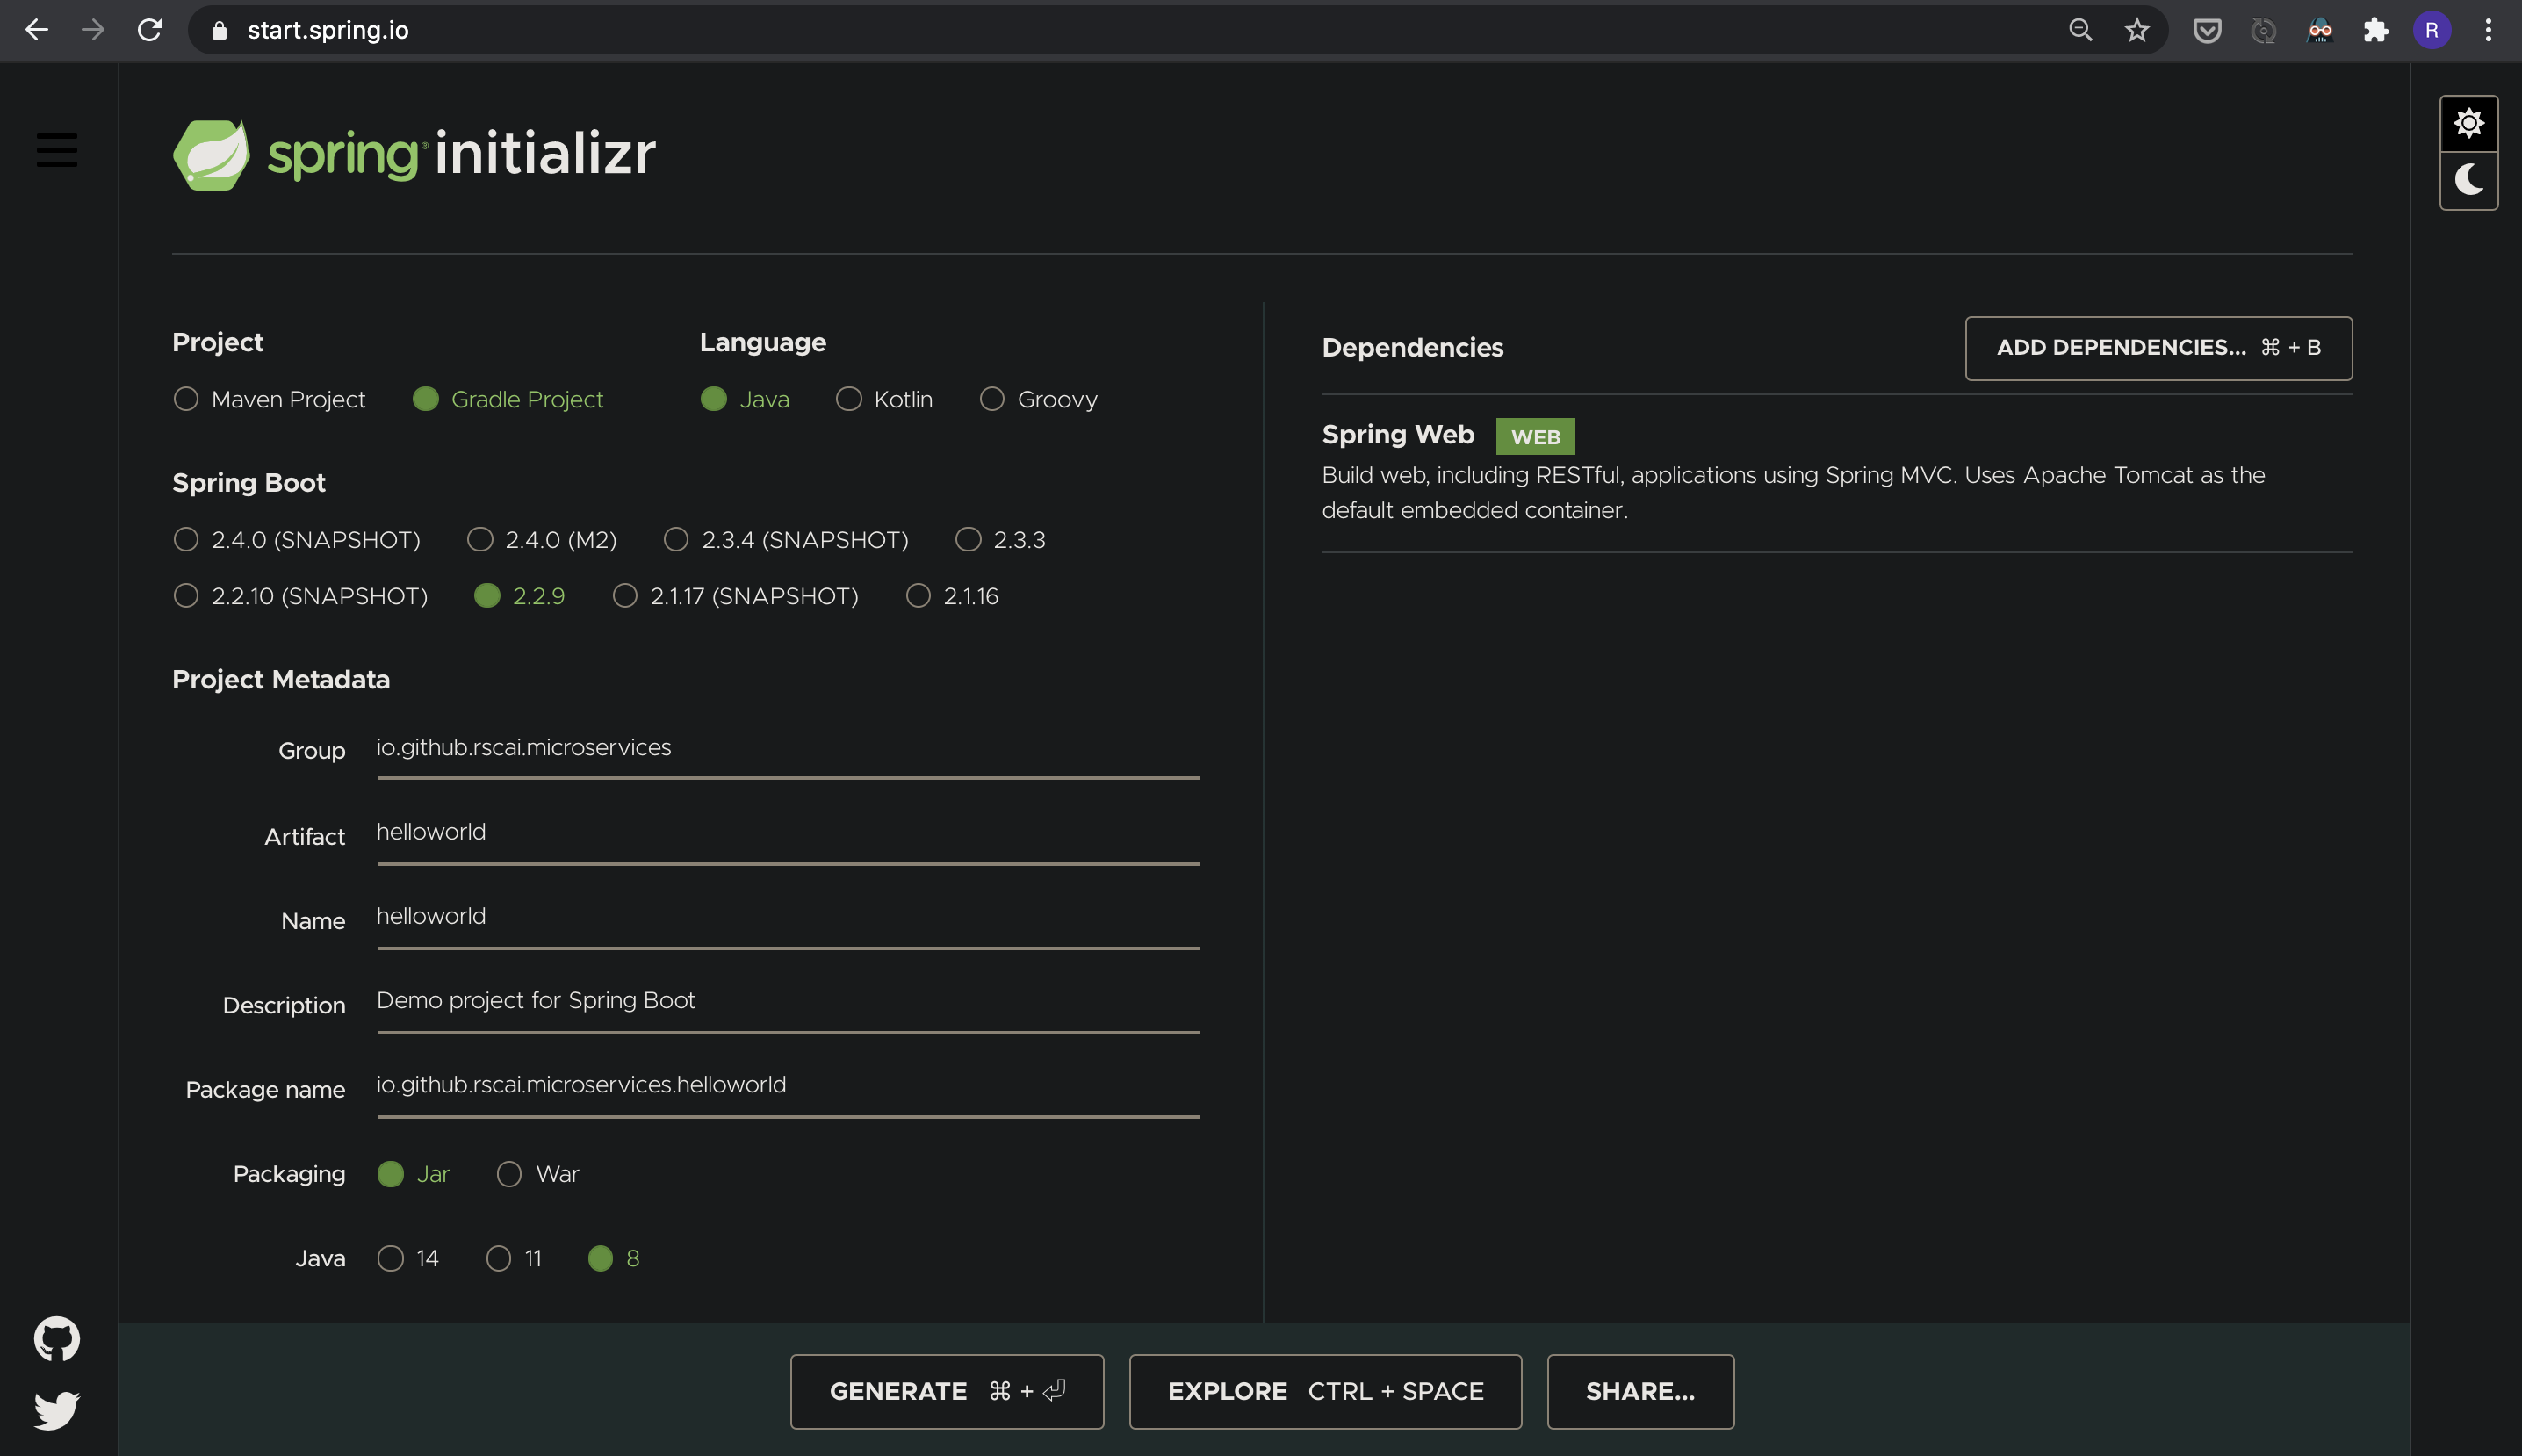 start.spring.io
R
spring® initializr
Project
Maven Project Gradle Project
Language
Java Kotlin Groovy
Spring Boot
2.4.0 (SNAPSHOT) 2.4.0 (M2) 2.3.4 (SNAPSHOT) 2.3.3
2.2.10 (SNAPSHOT) 2.2.9 2.1.17 (SNAPSHOT) 2.1.16
Project Metadata
Group io.github.rscai.microservices
Artifact helloworld
Name helloworld
Description Demo project for Spring Boot
Package name io.github.rscai.microservices.helloworld
Packaging Jar War
Java 14 11 8
Dependencies ADD DEPENDENCIES... ⌘ + B
Spring Web WEB
Build web, including RESTful, applications using Spring MVC. Uses Apache Tomcat as the
default embedded container.
GENERATE ⌘ + ⏎ EXPLORE CTRL + SPACE SHARE...